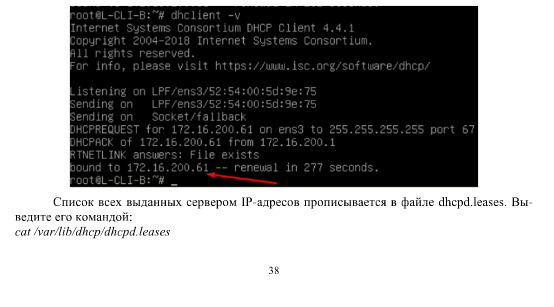 root@L-CLI-B:~# dhclient -v
Internet Systems Consortium DHCP Client 4.4.1
Copyright 2004-2018 Internet Systems Consortium.
All rights reserved.
For info, please visit https://www.isc.org/software/dhcp/
Listening on LPF/ens3/52:54:00:5d:9e:75
Sending on   LPF/ens3/52:54:00:5d:9e:75
Sending on   Socket/fallback
DHCPREQUEST for 172.16.200.61 on ens3 to 255.255.255.255 port 67
DHCPACK of 172.16.200.61 from 172.16.200.1
RTNETLINK answers: File exists
bound to 172.16.200.61 -- renewal in 277 seconds.
root@L-CLI-B:~# _
Список всех выданных сервером IP-адресов прописывается в файле dhcpd.leases. Вы-
ведите его командой:
cat /var/lib/dhcp/dhcpd.leases
38